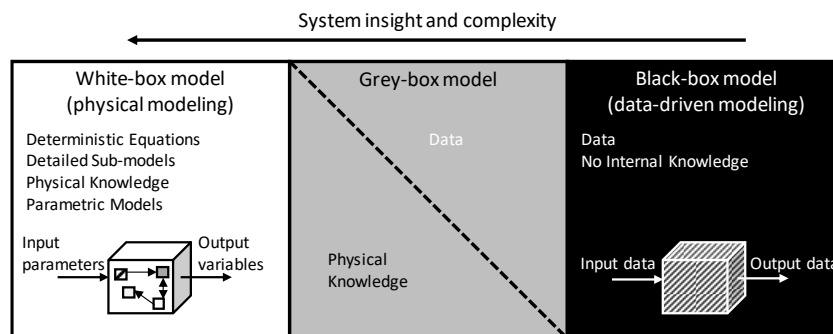 System insight and complexity
White-box model
(physical modeling)
Deterministic Equations
Detailed Sub-models
Physical Knowledge
Parametric Models
Input
parameters
Output
variables
Grey-box model
Data
Physical
Knowledge
Black-box model
(data-driven modeling)
Data
No Internal Knowledge
Input data
Output data